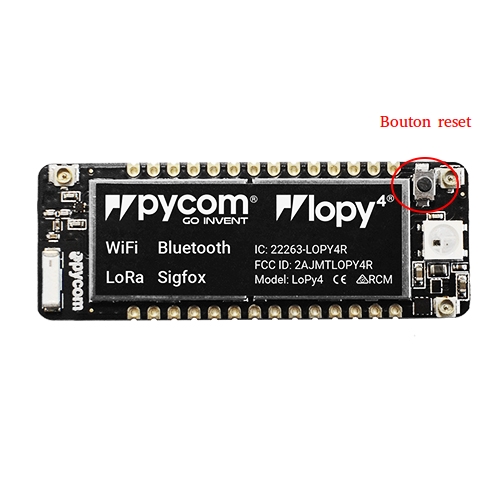 Bouton reset
pycom® lopy4®
GO INVENT
WiFi Bluetooth
IC: 22263-LOPY4R
FCC ID: 2AJMTLOPY4R
LoRa Sigfox
Model: LoPy4 CE RCM
pycom